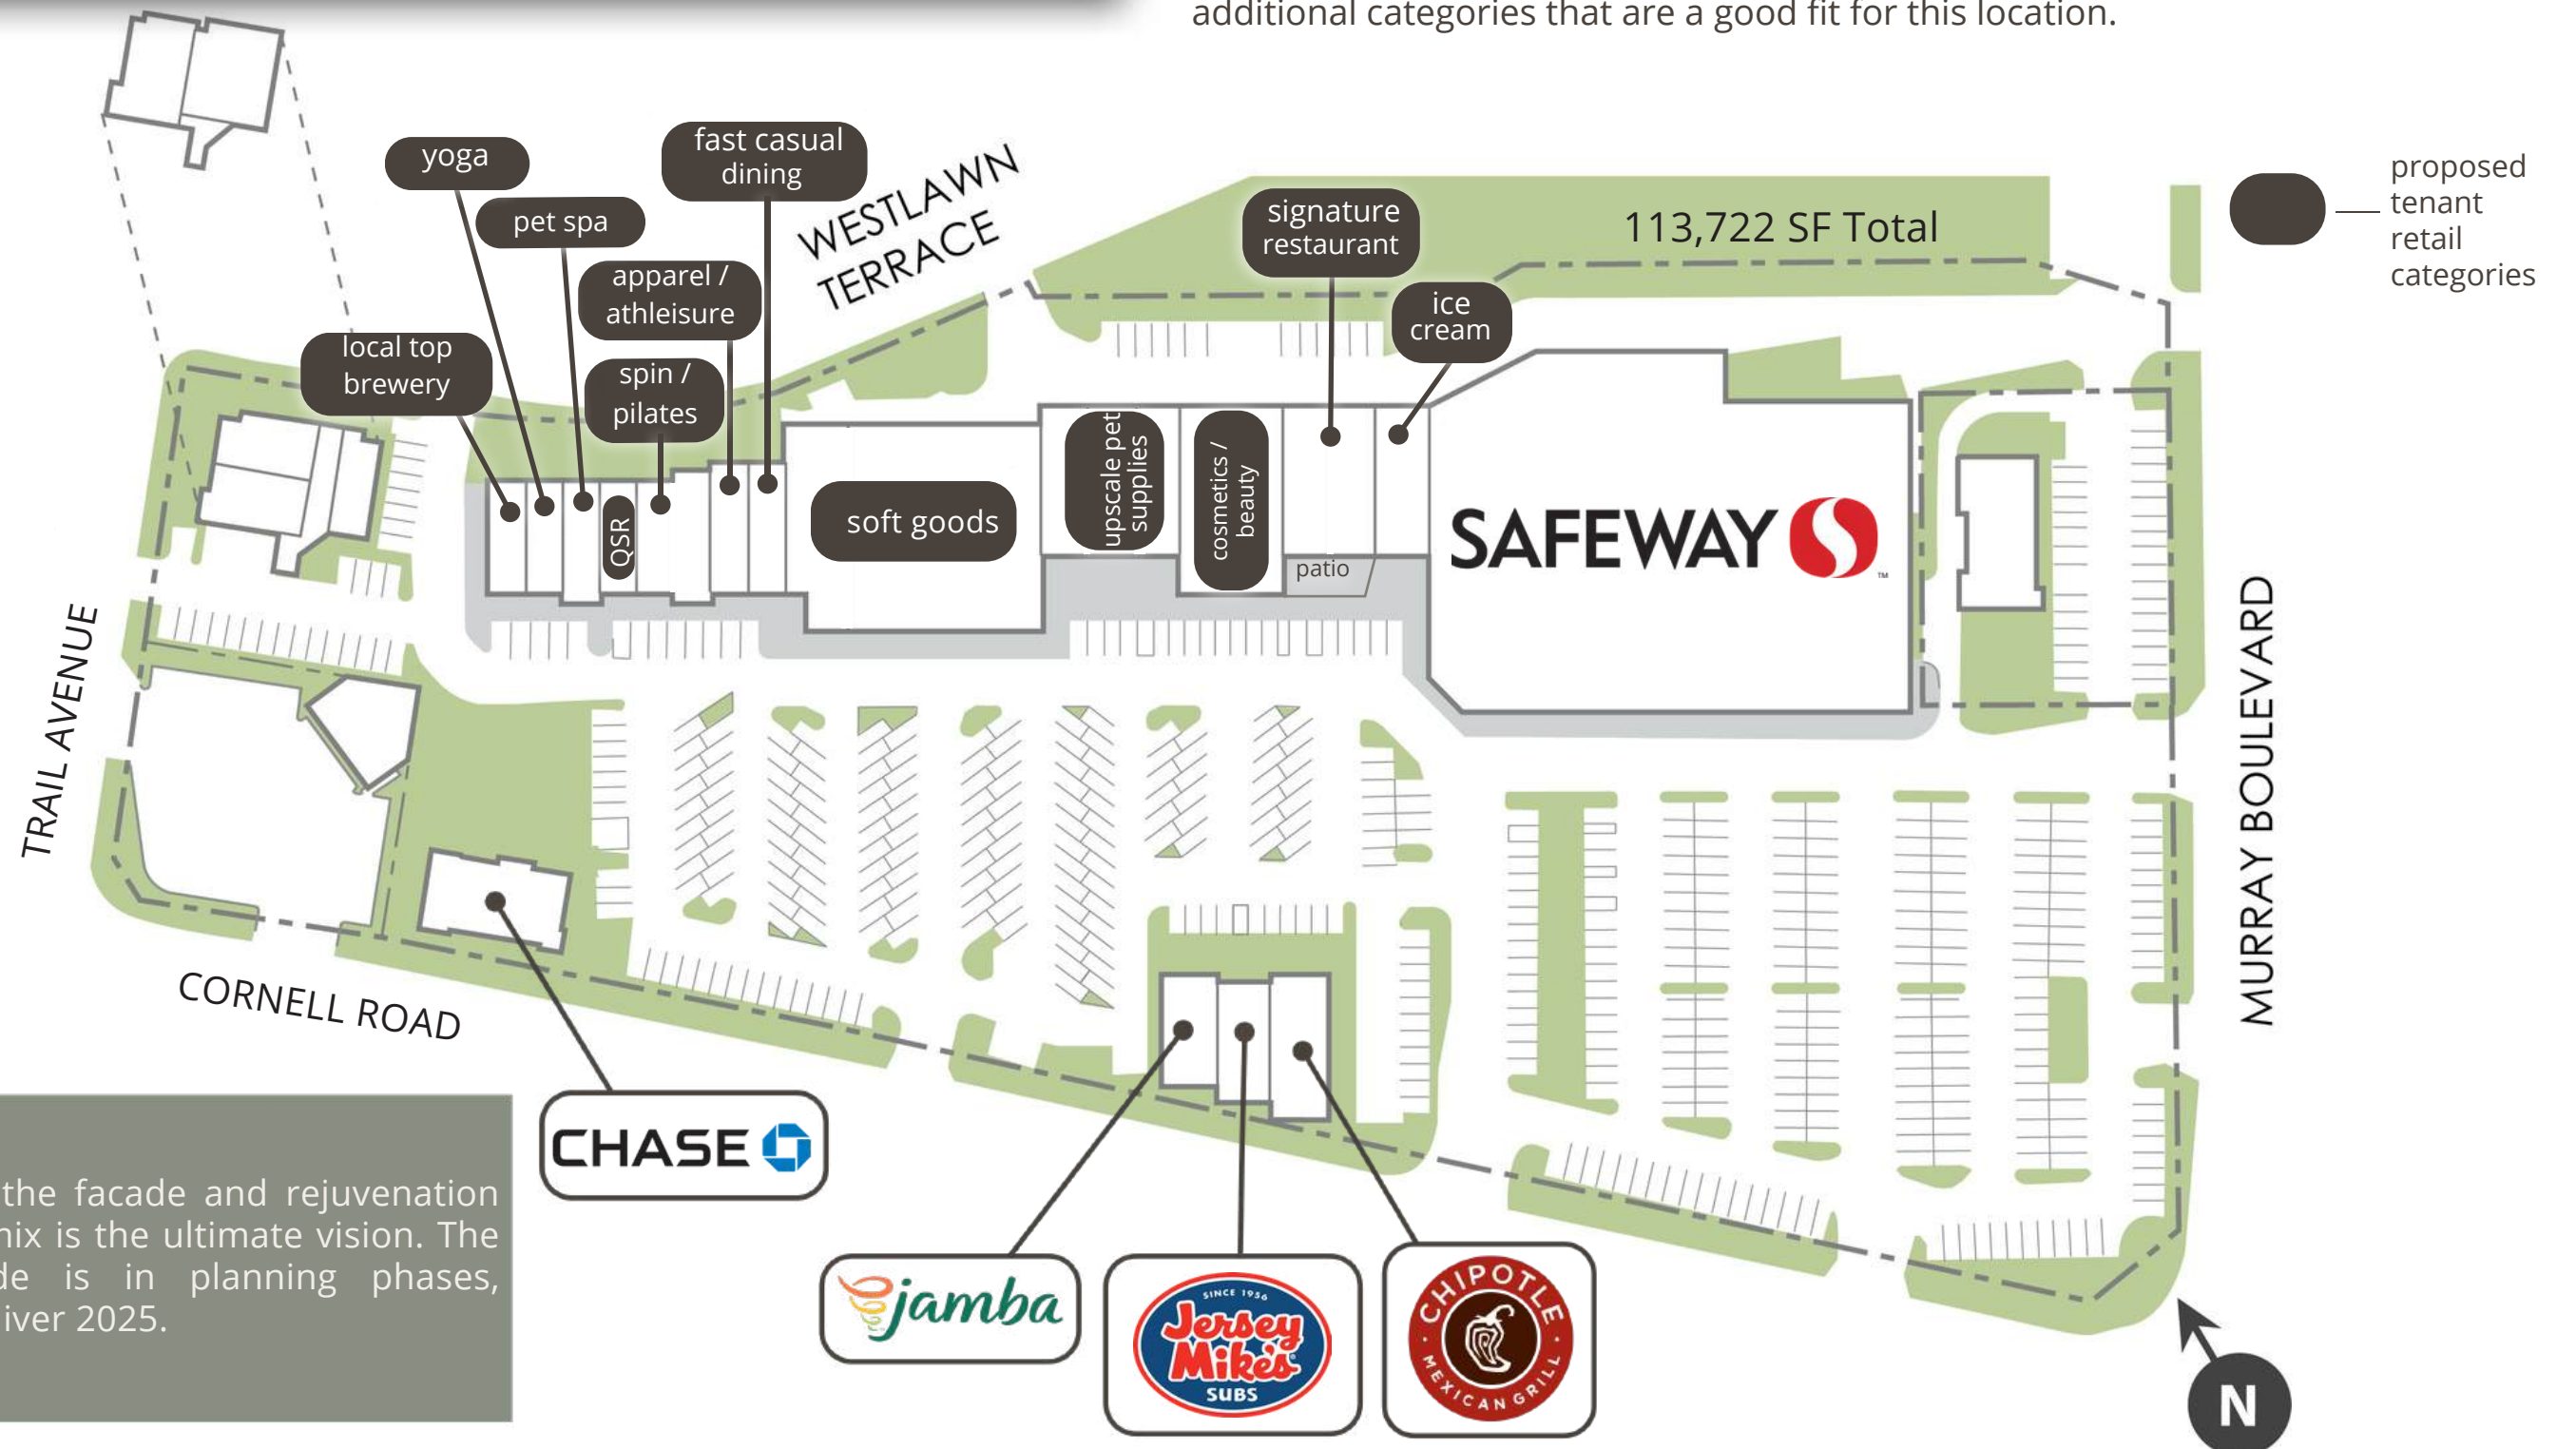 additional categories that are a good fit for this location.
yoga
fast casual
dining
pet spa
WESTLAWN
TERRACE
apparel /
athleisure
local top
brewery
spin /
pilates
signature
restaurant
ice
cream
113,722 SF Total
proposed
tenant
retail
categories
QSR
soft goods
upscale pet
supplies
cosmetics /
beauty
patio
SAFEWAY
TM
TRAIL AVENUE
MURRAY BOULEVARD
CORNELL ROAD
CHASE
jamba
SINCE 1956
Jersey
Mike's
SUBS
CHIPOTLE
MEXICAN GRILL
the facade and rejuvenation
is the ultimate vision. The
is in planning phases,
2025.
N